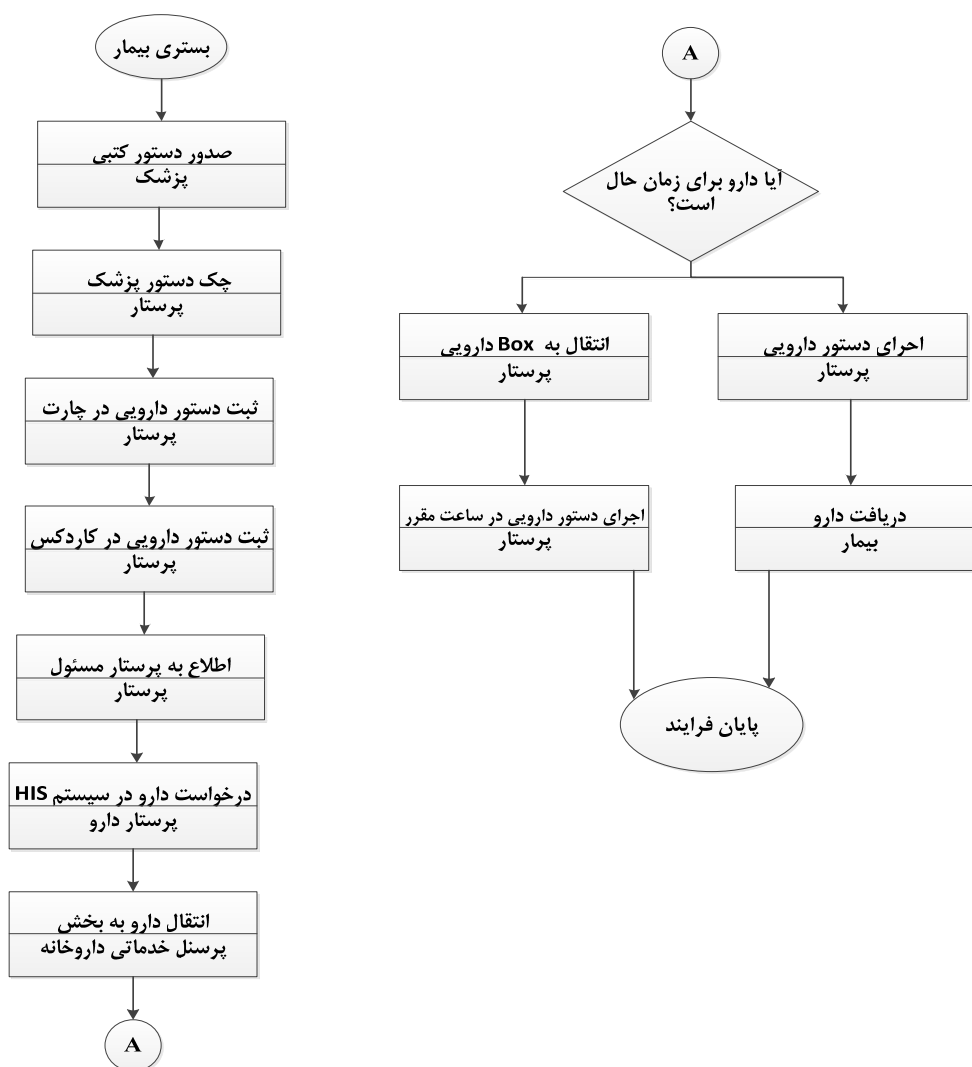 بستری بیمار
صدور دستور کتبی
پزشک
چک دستور پزشک
پرستار
ثبت دستور دارویی در چارت
پرستار
ثبت دستور دارویی در کاردکس
پرستار
اطلاع به پرستار مسئول
پرستار
درخواست دارو در سیستم HIS
پرستار دارو
انتقال دارو به بخش
پرسنل خدماتی داروخانه
A
A
آیا دارو برای زمان حال
است؟
انتقال به Box دارویی
پرستار
احرای دستور دارویی
پرستار
اجرای دستور دارویی در ساعت مقرر
پرستار
دریافت دارو
بیمار
پایان فرایند